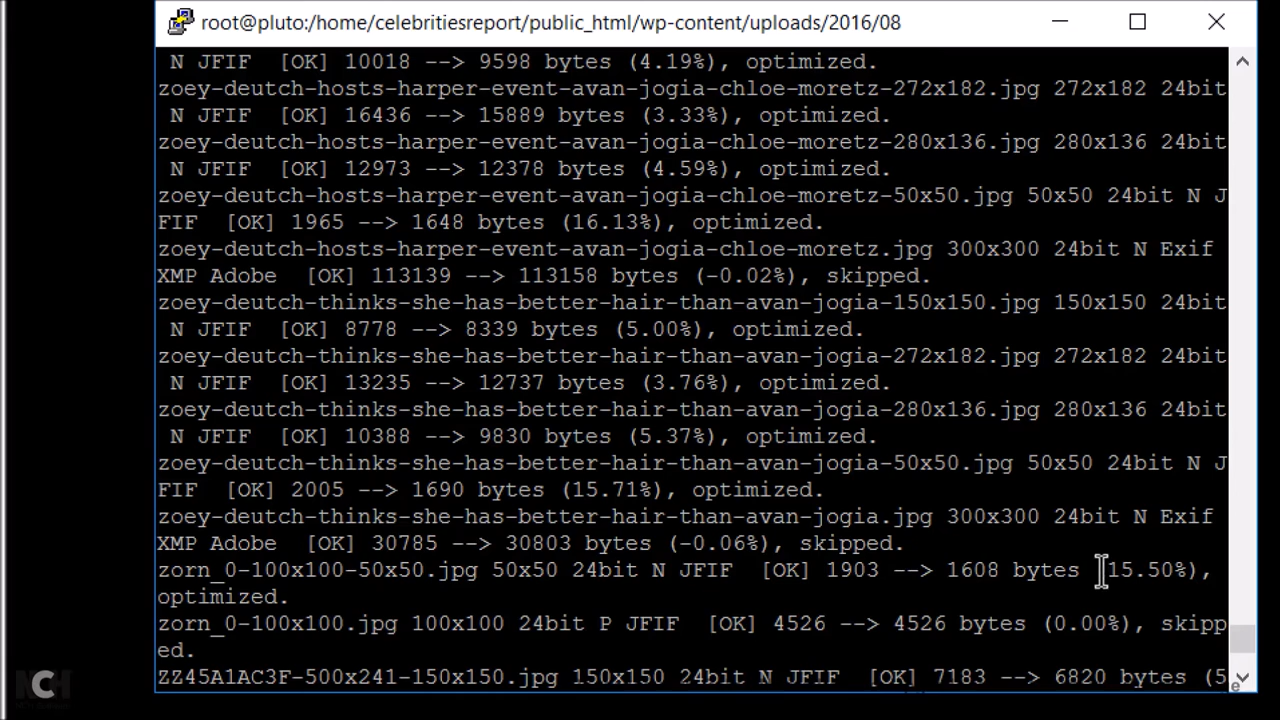 root@pluto:/home/celebritiesreport/public_html/wp-content/uploads/2016/08
N JFIF [OK] 10018 --> 9598 bytes (4.19%), optimized.
zoey-deutch-hosts-harper-event-avan-jogia-chloe-moretz-272x182.jpg 272x182 24bit
N JFIF [OK] 16436 --> 15889 bytes (3.33%), optimized.
zoey-deutch-hosts-harper-event-avan-jogia-chloe-moretz-280x136.jpg 280x136 24bit
N JFIF [OK] 12973 --> 12378 bytes (4.59%), optimized.
zoey-deutch-hosts-harper-event-avan-jogia-chloe-moretz-50x50.jpg 50x50 24bit N J
FIF [OK] 1965 --> 1648 bytes (16.13%), optimized.
zoey-deutch-hosts-harper-event-avan-jogia-chloe-moretz.jpg 300x300 24bit N Exif
XMP Adobe [OK] 113139 --> 113158 bytes (-0.02%), skipped.
zoey-deutch-thinks-she-has-better-hair-than-avan-jogia-150x150.jpg 150x150 24bit
N JFIF [OK] 8778 --> 8339 bytes (5.00%), optimized.
zoey-deutch-thinks-she-has-better-hair-than-avan-jogia-272x182.jpg 272x182 24bit
N JFIF [OK] 13235 --> 12737 bytes (3.76%), optimized.
zoey-deutch-thinks-she-has-better-hair-than-avan-jogia-280x136.jpg 280x136 24bit
N JFIF [OK] 10388 --> 9830 bytes (5.37%), optimized.
zoey-deutch-thinks-she-has-better-hair-than-avan-jogia-50x50.jpg 50x50 24bit N J
FIF [OK] 2005 --> 1690 bytes (15.71%), optimized.
zoey-deutch-thinks-she-has-better-hair-than-avan-jogia.jpg 300x300 24bit N Exif
XMP Adobe [OK] 30785 --> 30803 bytes (-0.06%), skipped.
zorn_0-100x100-50x50.jpg 50x50 24bit N JFIF [OK] 1903 --> 1608 bytes (15.50%),
optimized.
zorn_0-100x100.jpg 100x100 24bit P JFIF [OK] 4526 --> 4526 bytes (0.00%), skipp
ed.
ZZ45A1AC3F-500x241-150x150.jpg 150x150 24bit N JFIF [OK] 7183 --> 6820 bytes (5